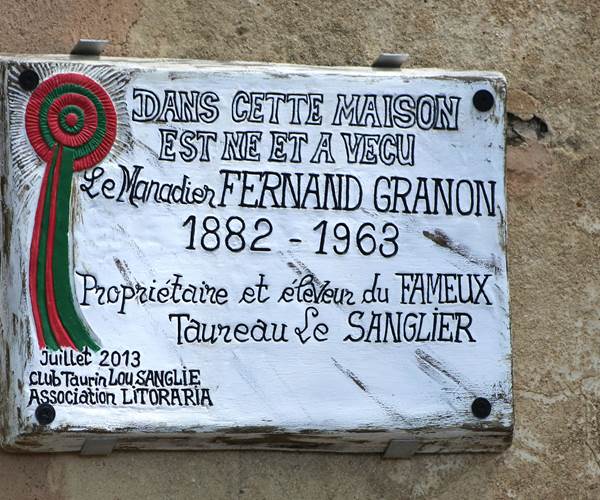 DANS CETTE MAISON
EST NE ET A VECU
Le Manadier FERNAND GRANON
1882 - 1963
Propriétaire et éleveur du FAMEUX
Taureau Le SANGLIER
Juillet 2013
CLUB TAURIN LOU SANGLIE
Association LITORARIA